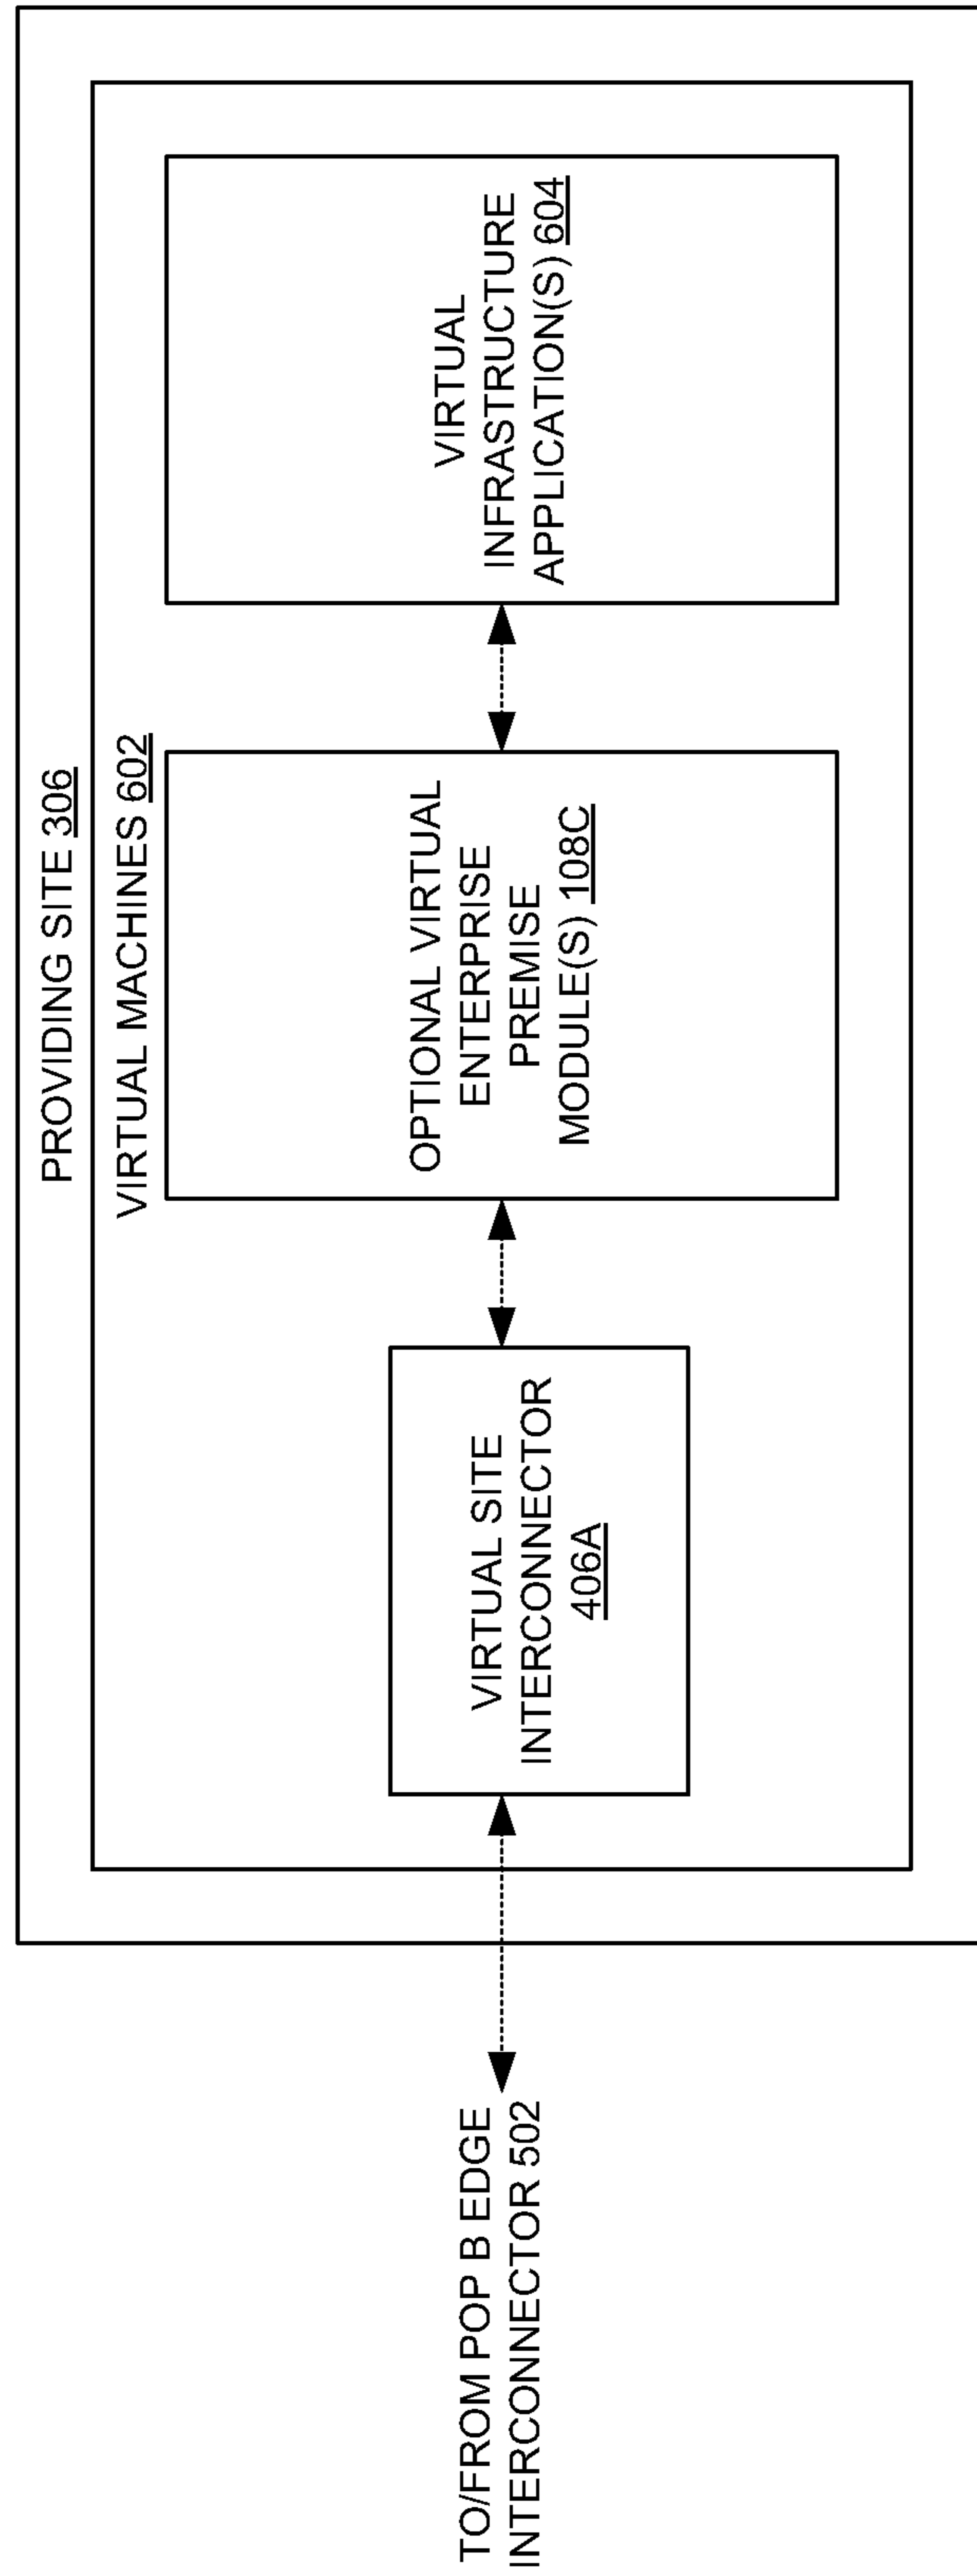 PROVIDING SITE 306
VIRTUAL MACHINES 602
TO/FROM POP B EDGE
INTERCONNECTOR 502
VIRTUAL SITE
INTERCONNECTOR
406A
OPTIONAL VIRTUAL
ENTERPRISE
PREMISE
MODULE(S) 108C
VIRTUAL
INFRASTRUCTURE
APPLICATION(S) 604